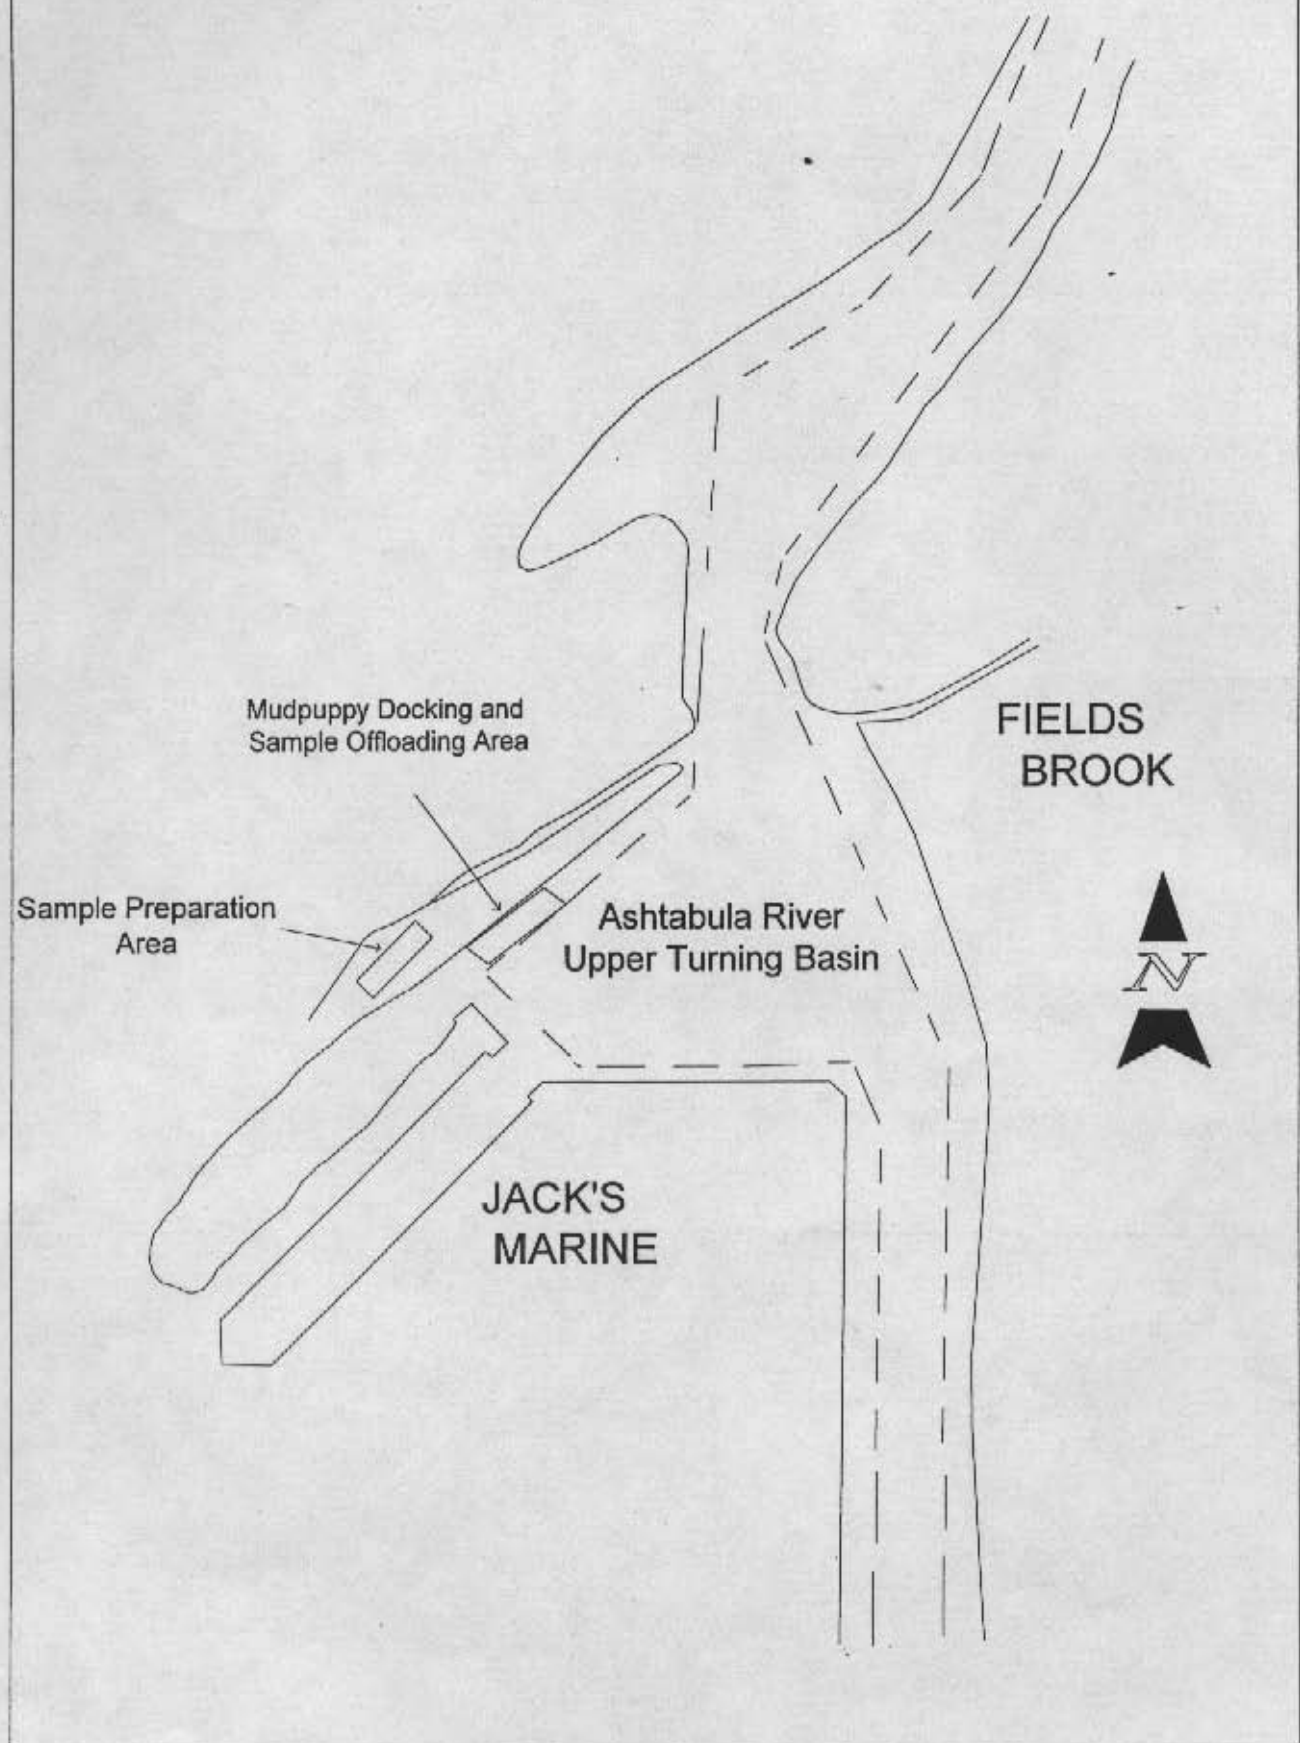 Mudpuppy Docking and
Sample Offloading Area
FIELDS
BROOK
Sample Preparation
Area
Ashtabula River
Upper Turning Basin
N
JACK'S
MARINE